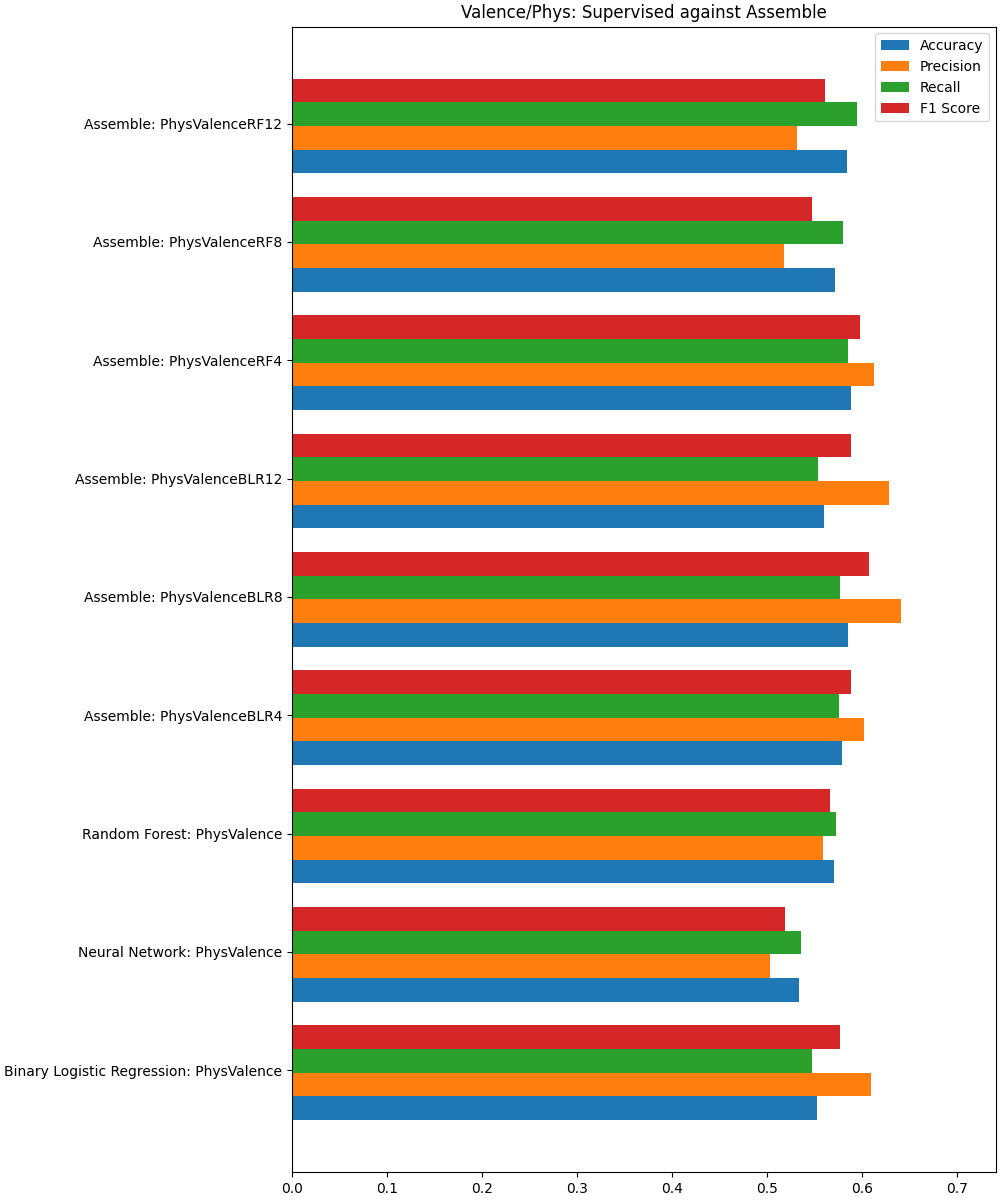 Valence/Phys: Supervised against Assemble
Accuracy
Precision
Recall
F1 Score
Assemble: PhysValenceRF12
Assemble: PhysValenceRF8
Assemble: PhysValenceRF4
Assemble: PhysValenceBLR12
Assemble: PhysValenceBLR8
Assemble: PhysValenceBLR4
Random Forest: PhysValence
Neural Network: PhysValence
Binary Logistic Regression: PhysValence
0.0 0.1 0.2 0.3 0.4 0.5 0.6 0.7